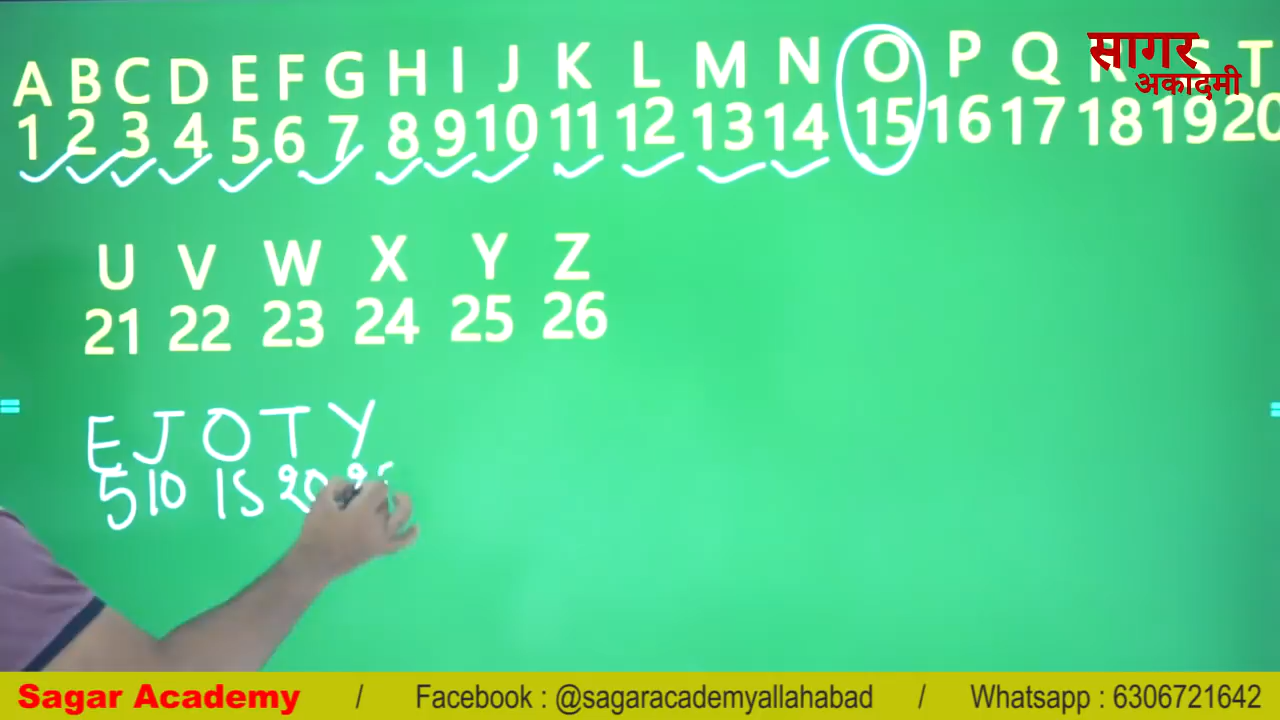 A B C D E F G H I J K L M N O P Q R S T
1 2 3 4 5 6 7 8 9 10 11 12 13 14 15 16 17 18 19 20
सागर
अकादमी
U V W X Y Z
21 22 23 24 25 26
E J O T Y
5 10 15 20
Sagar Academy / Facebook : @sagaracademyallahabad / Whatsapp : 6306721642